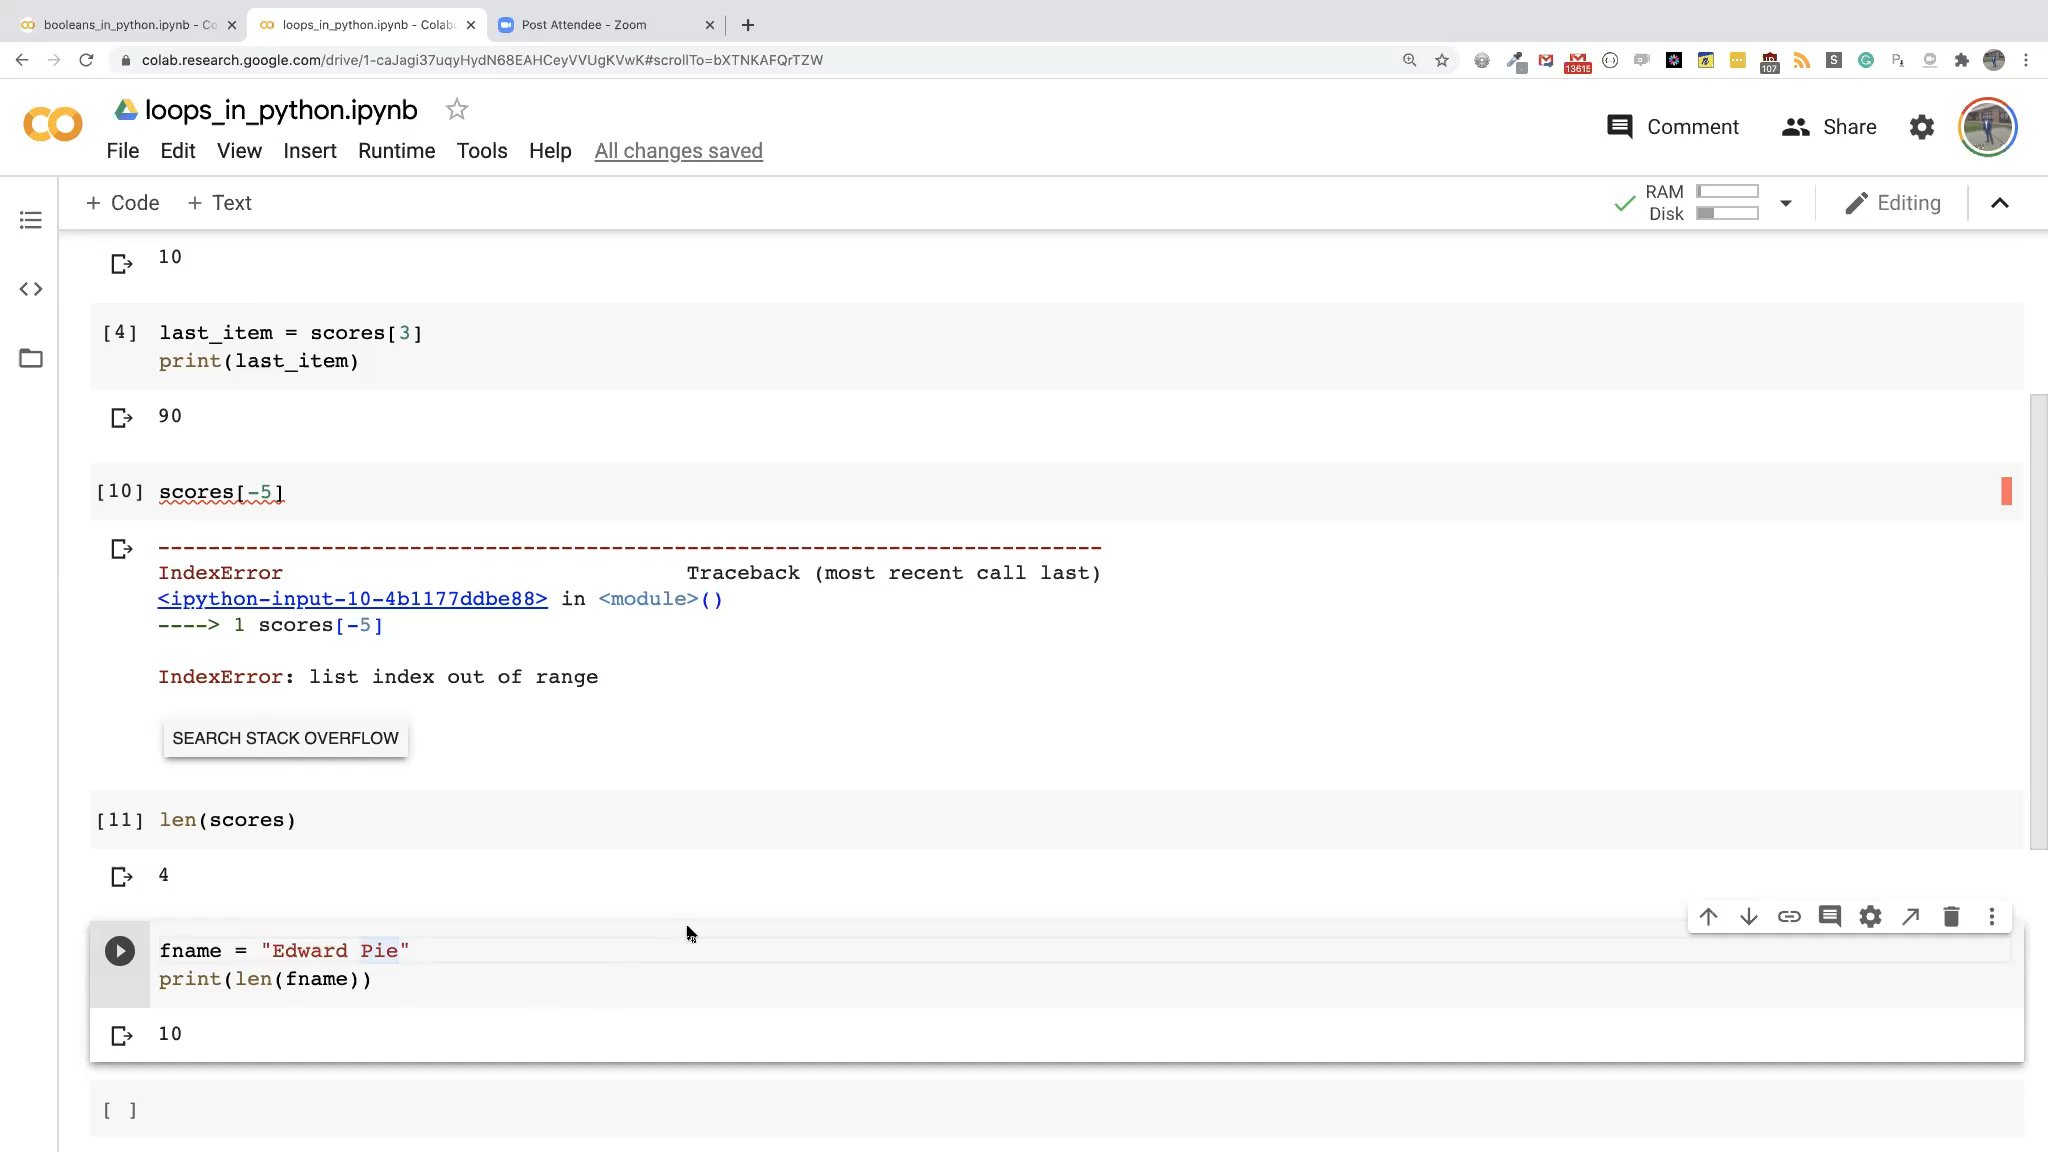 booleans_in_python.ipynb - Co
loops_in_python.ipynb - Colab
Post Attendee - Zoom
colab.research.google.com/drive/1-caJagi37uqyHydN68EAHCeyVVUgKVwK#scrollTo=bXTNKAFQrTZW
13615
107
loops_in_python.ipynb
Comment
Share
File Edit View Insert Runtime Tools Help All changes saved
+ Code + Text
RAM
Disk
Editing
10
[4] last_item = scores[3]
print(last_item)
90
[10] scores[-5]
---------------------------------------------------------------------------
IndexError Traceback (most recent call last)
<ipython-input-10-4b1177ddbe88> in <module>()
----> 1 scores[-5]
IndexError: list index out of range
SEARCH STACK OVERFLOW
[11] len(scores)
4
fname = "Edward Pie"
print(len(fname))
10
[ ]